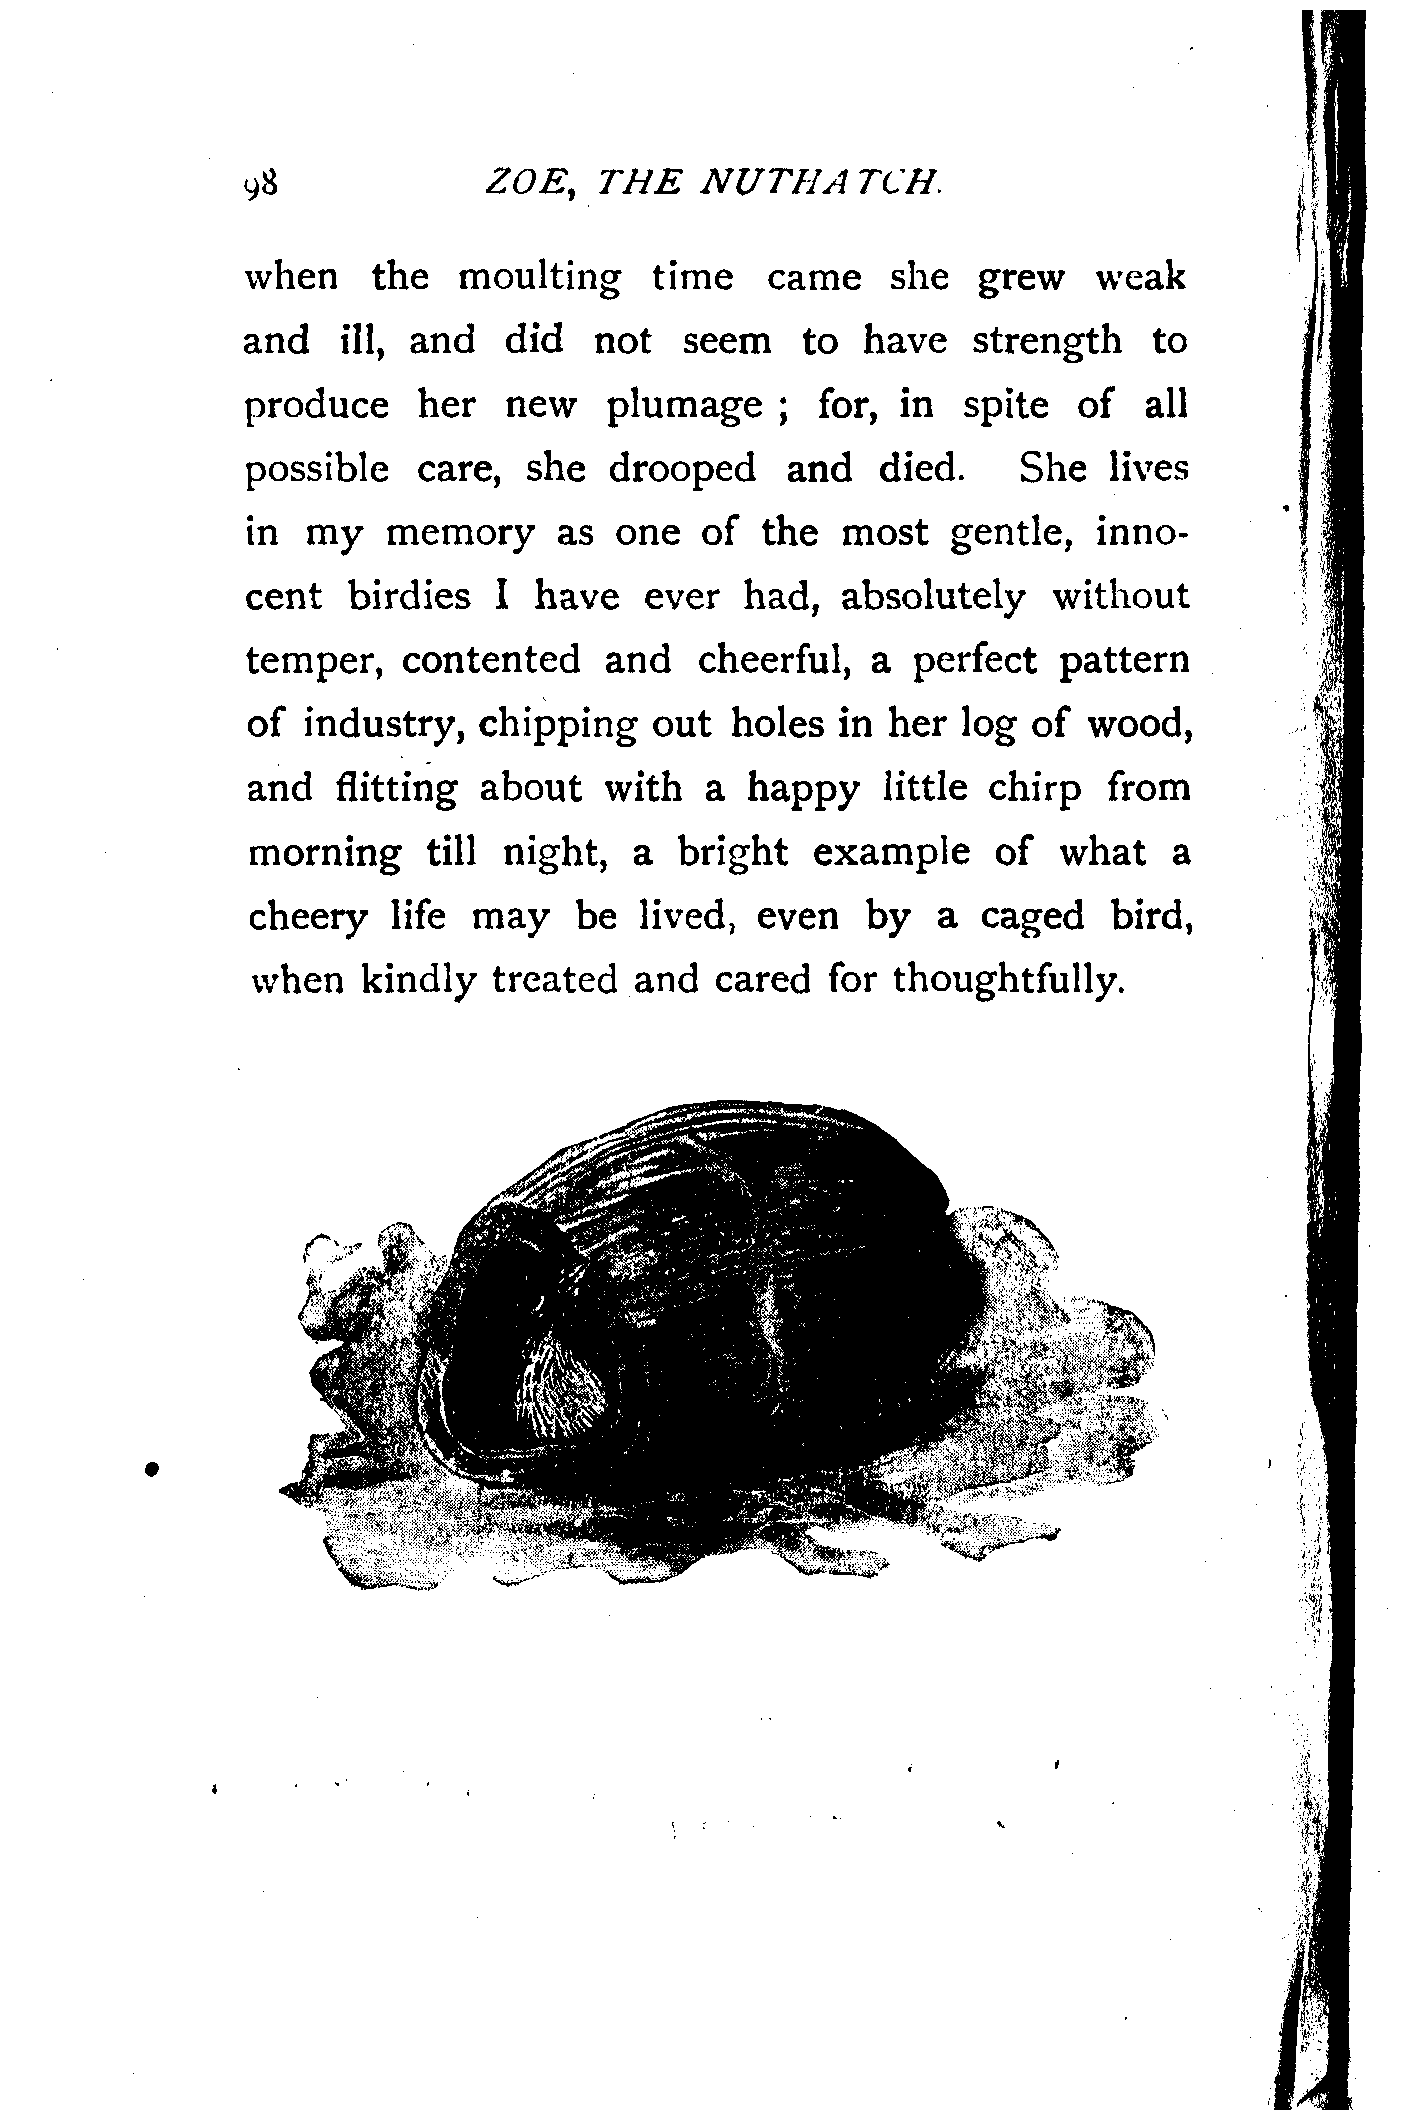 98 ZOE, THE NUTHATCH.
when the moulting time came she grew weak
and ill, and did not seem to have strength to
produce her new plumage ; for, in spite of all
possible care, she drooped and died. She lives
in my memory as one of the most gentle, inno-
cent birdies I have ever had, absolutely without
temper, contented and cheerful, a perfect pattern
of industry, chipping out holes in her log of wood,
and flitting about with a happy little chirp from
morning till night, a bright example of what a
cheery life may be lived, even by a caged bird,
when kindly treated and cared for thoughtfully.